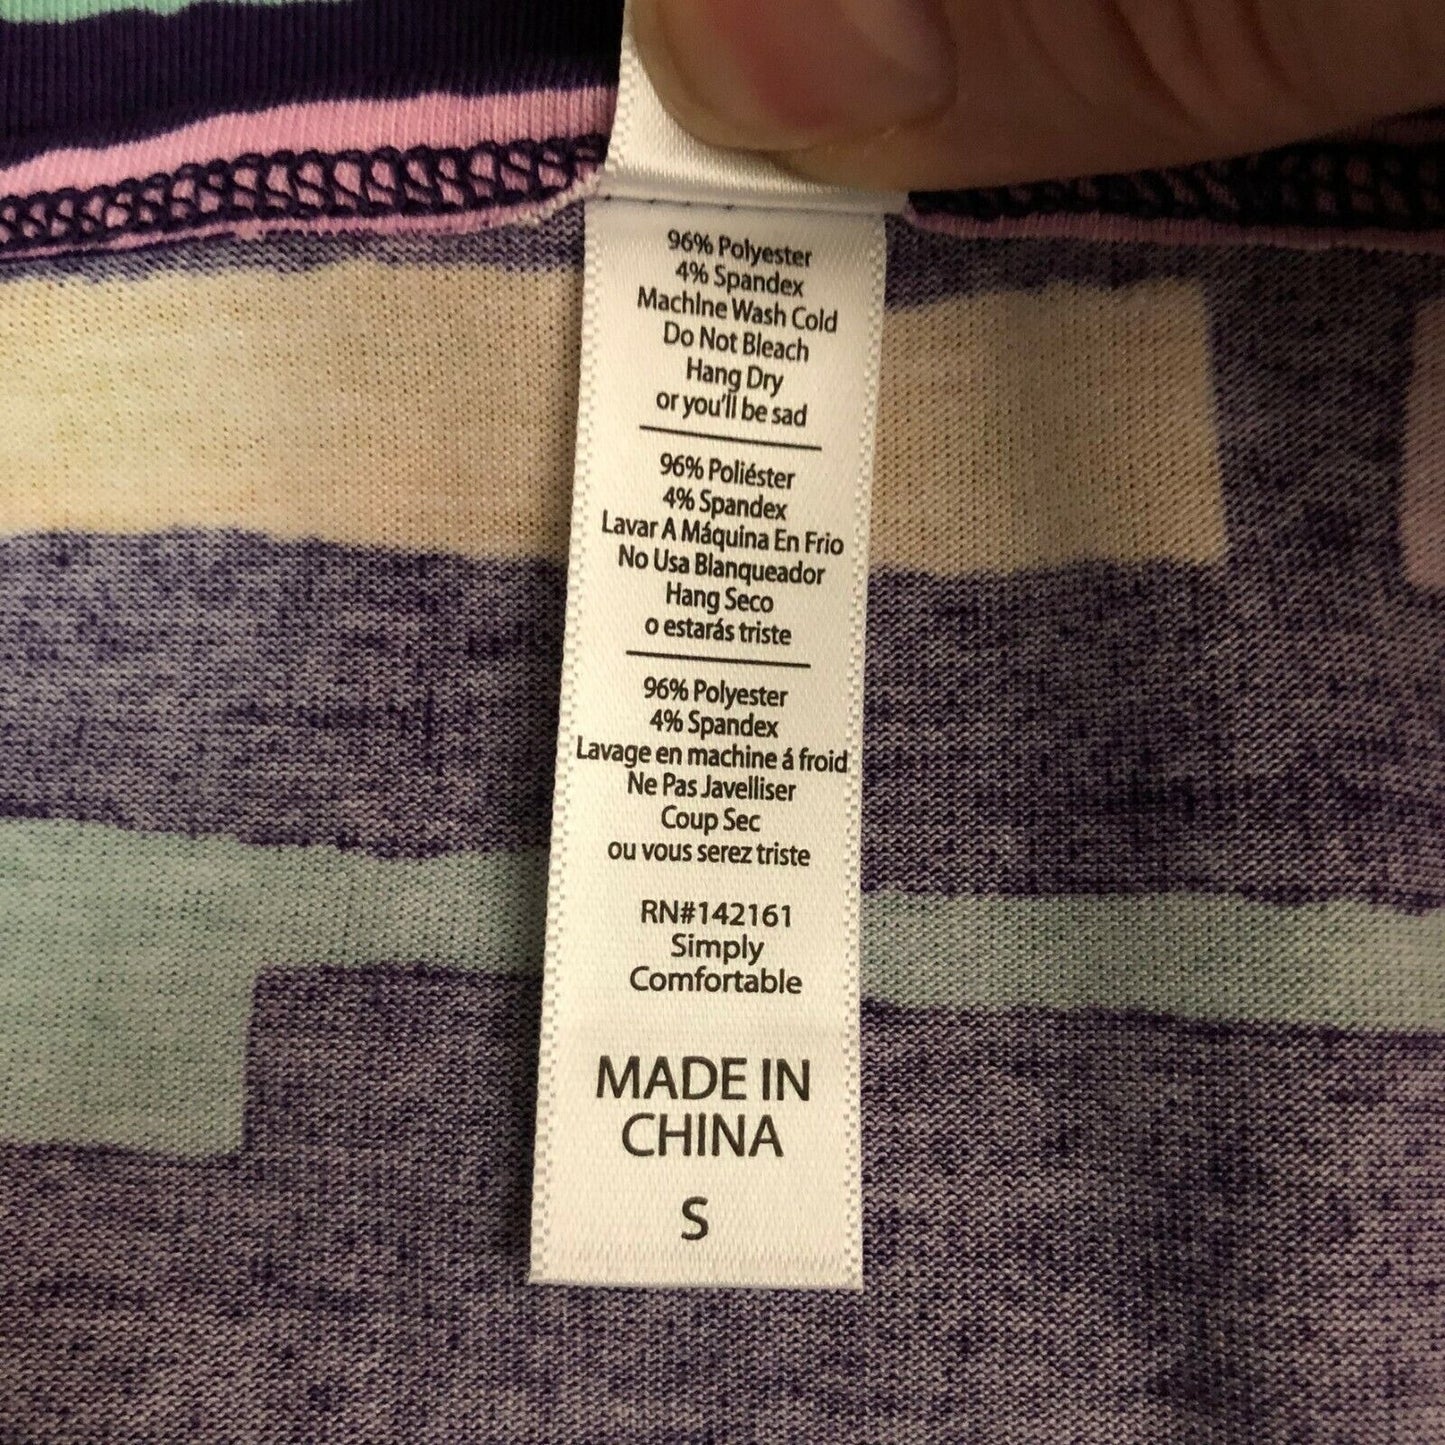 96% Polyester
4% Spandex
Machine Wash Cold
Do Not Bleach
Hang Dry
or you'll be sad
96% Poliéster
4% Spandex
Lavar A Máquina En Frio
No Usa Blanqueador
Hang Seco
o estarás triste
96% Polyester
4% Spandex
Lavage en machine á froid
Ne Pas Javelliser
Coup Sec
ou vous serez triste
RN#142161
Simply
Comfortable
MADE IN
CHINA
S